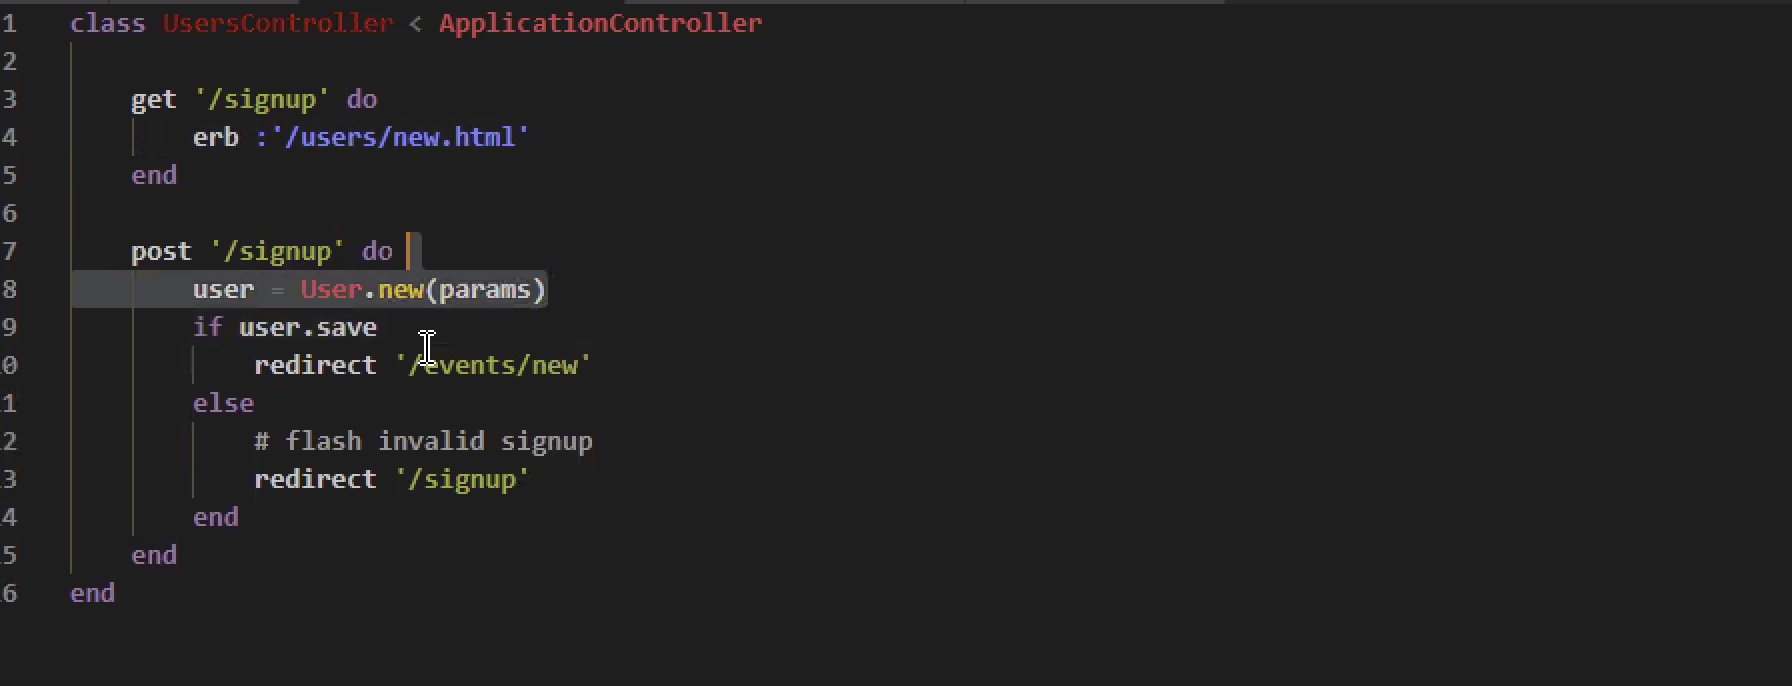 1 class UsersController < ApplicationController
2
3 get '/signup' do
4 erb :'/users/new.html'
5 end
6
7 post '/signup' do
8 user = User.new(params)
9 if user.save
0 redirect '/events/new'
1 else
2 # flash invalid signup
3 redirect '/signup'
4 end
5 end
6 end